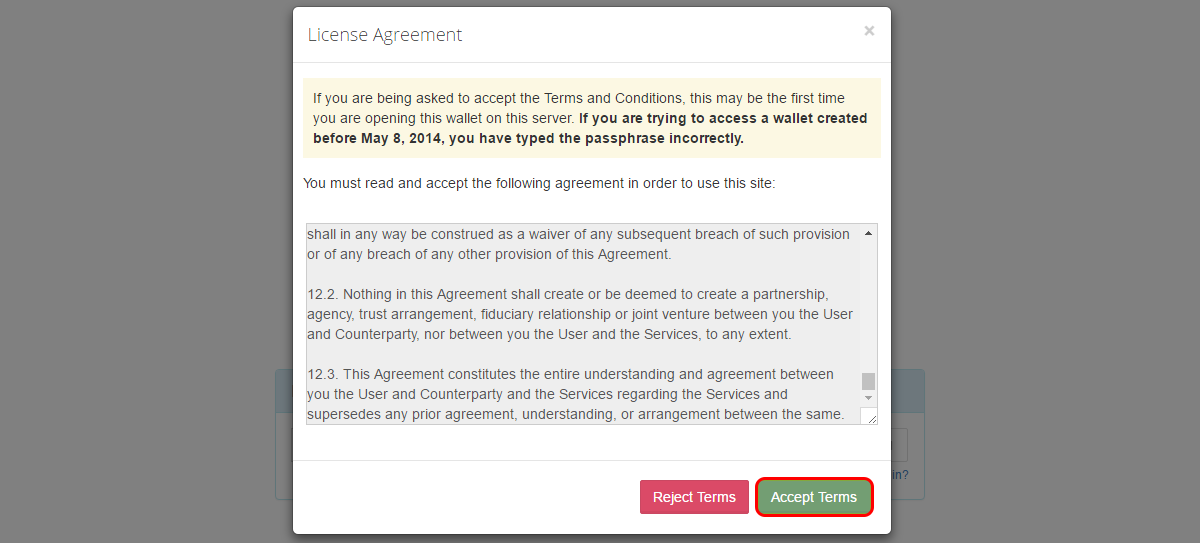 License Agreement
×
If you are being asked to accept the Terms and Conditions, this may be the first time
you are opening this wallet on this server. If you are trying to access a wallet created
before May 8, 2014, you have typed the passphrase incorrectly.
You must read and accept the following agreement in order to use this site:
shall in any way be construed as a waiver of any subsequent breach of such provision
or of any breach of any other provision of this Agreement.
12.2. Nothing in this Agreement shall create or be deemed to create a partnership,
agency, trust arrangement, fiduciary relationship or joint venture between you the User
and Counterparty, nor between you the User and the Services, to any extent.
12.3. This Agreement constitutes the entire understanding and agreement between
you the User and Counterparty and the Services regarding the Services and
supersedes any prior agreement, understanding, or arrangement between the same.
in?
Reject Terms
Accept Terms